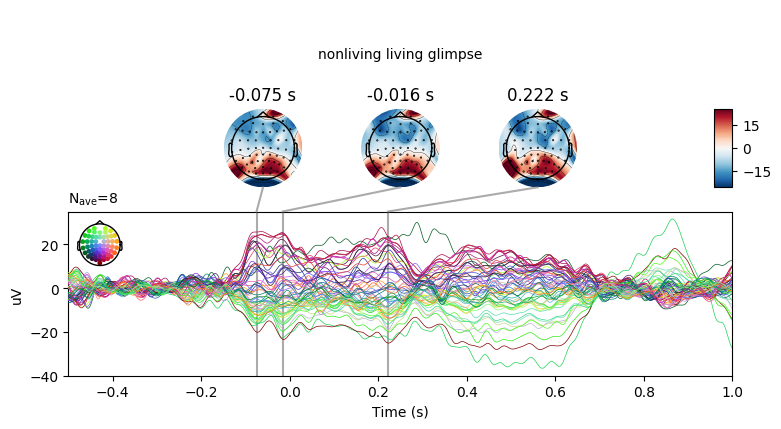 nonliving living glimpse
-0.075 s -0.016 s 0.222 s
15
0
−15
Nave=8
20
0
−20
−40
uV
−0.4 −0.2 0.0 0.2 0.4 0.6 0.8 1.0
Time (s)